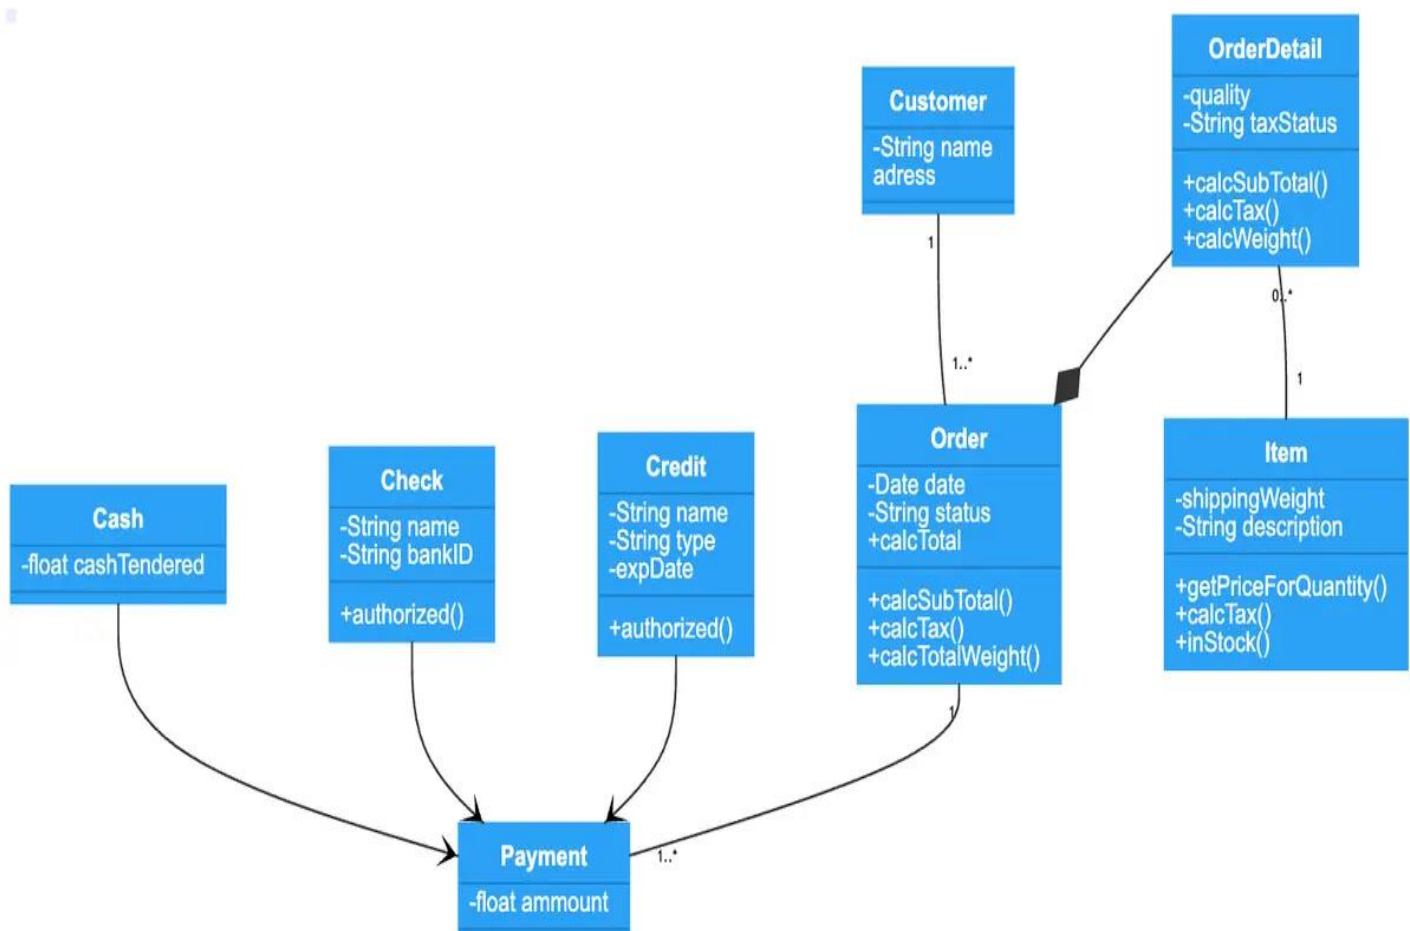 OrderDetail
-quality
-String taxStatus
+calcSubTotal()
+calcTax()
+calcWeight()
Customer
-String name
adress
1
0..*
1..*
1
Order
-Date date
-String status
+calcTotal
+calcSubTotal()
+calcTax()
+calcTotalWeight()
Item
-shippingWeight
-String description
+getPriceForQuantity()
+calcTax()
+inStock()
Credit
-String name
-String type
-expDate
+authorized()
Check
-String name
-String bankID
+authorized()
Cash
-float cashTendered
1
1..*
Payment
-float ammount